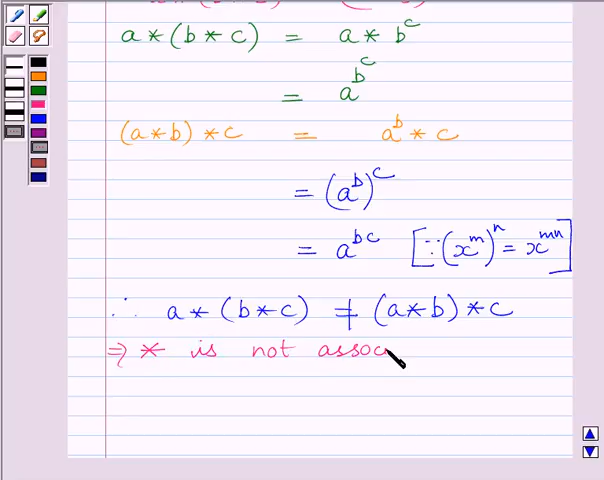 a * (b * c) = a * b^c
= a^{b^c}
(a * b) * c = a^b * c
= (a^b)^c
= a^{bc} [∵ (x^m)^n = x^{mn}]
∴ a * (b * c) ≠ (a * b) * c
⇒ * is not assoc